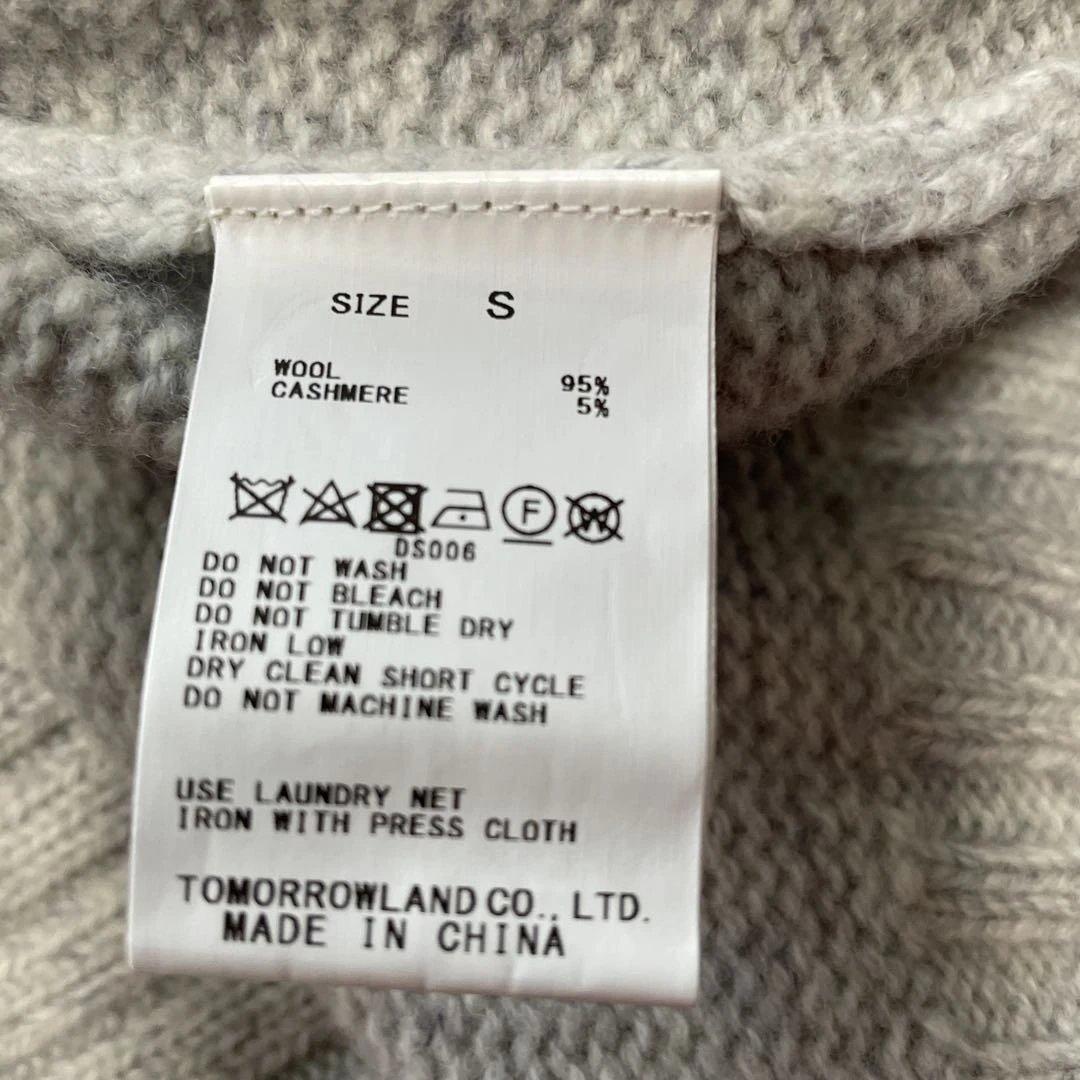 SIZE S
WOOL 95%
CASHMERE 5%
F W
DS006
DO NOT WASH
DO NOT BLEACH
DO NOT TUMBLE DRY
IRON LOW
DRY CLEAN SHORT CYCLE
DO NOT MACHINE WASH
USE LAUNDRY NET
IRON WITH PRESS CLOTH
TOMORROWLAND CO., LTD.
MADE IN CHINA